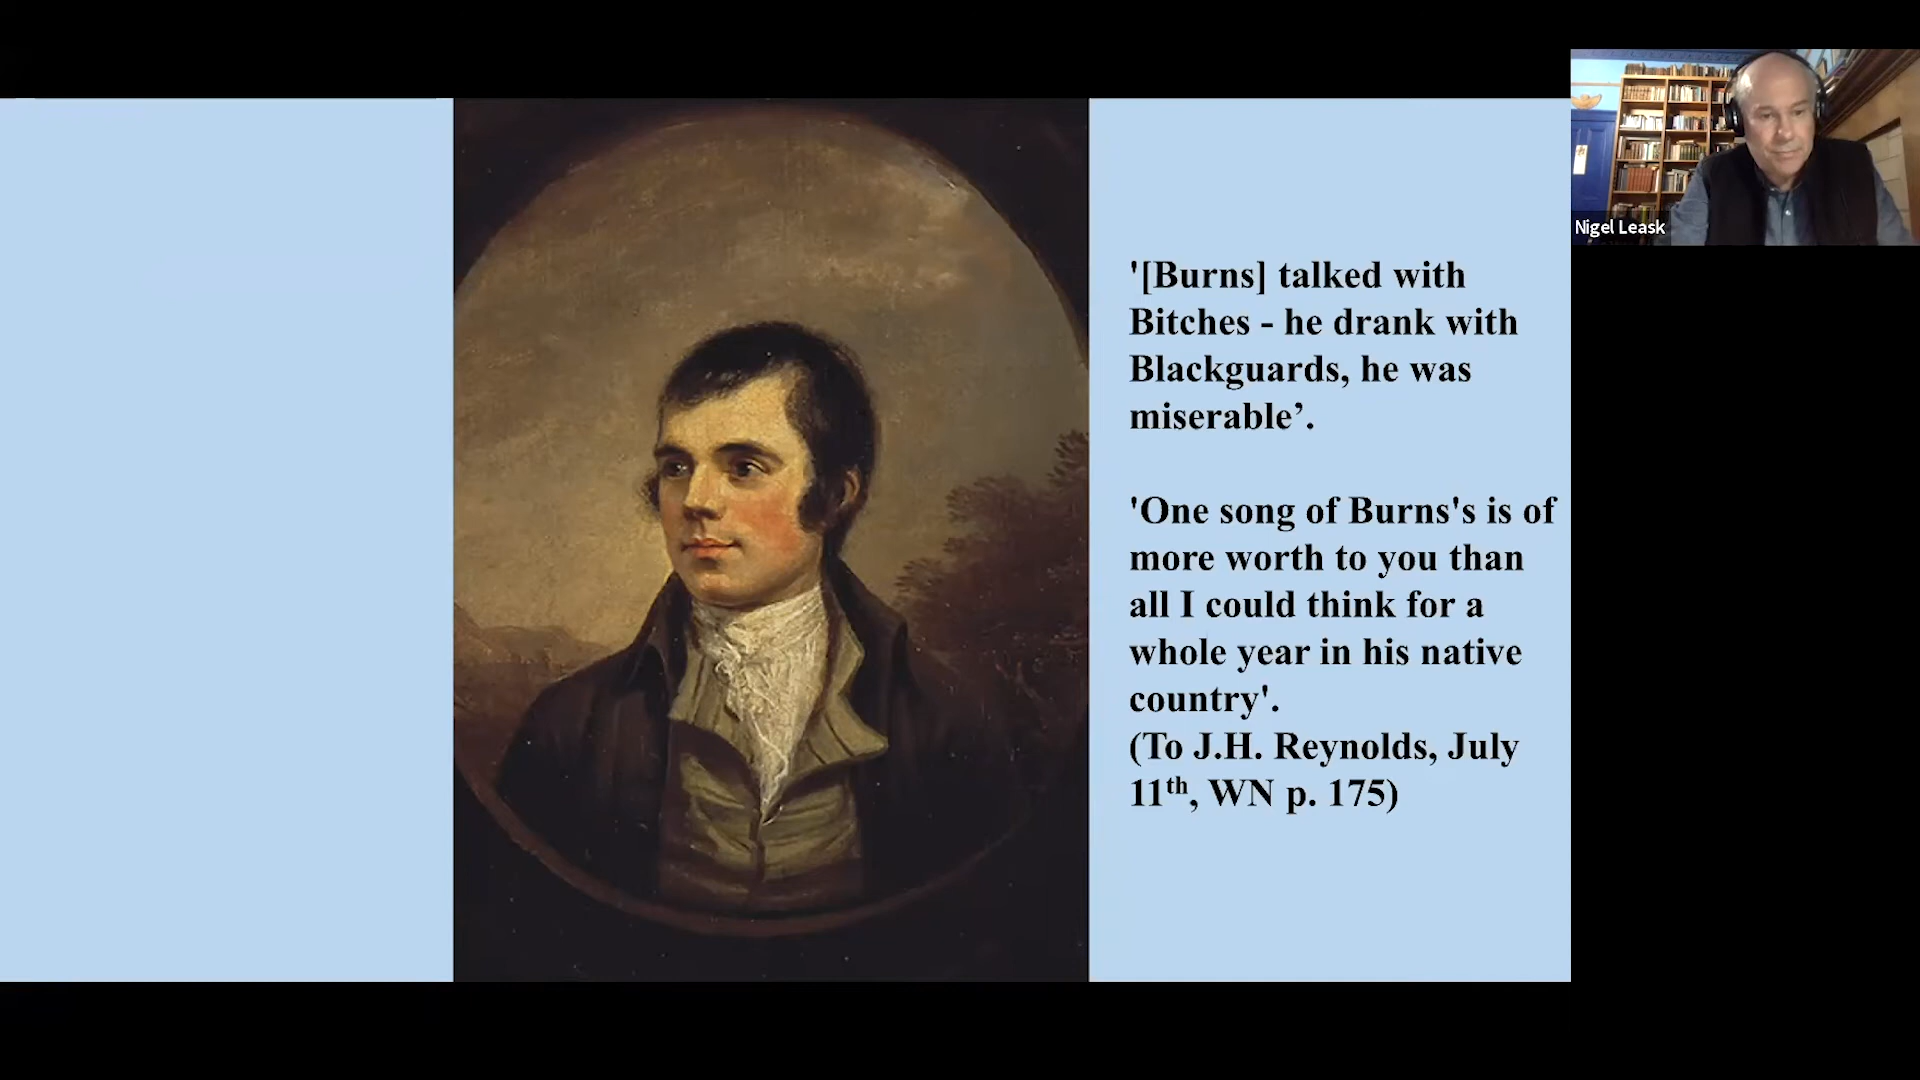 '[Burns] talked with
Bitches - he drank with
Blackguards, he was
miserable’.
'One song of Burns's is of
more worth to you than
all I could think for a
whole year in his native
country'.
(To J.H. Reynolds, July
11th, WN p. 175)
Nigel Leask